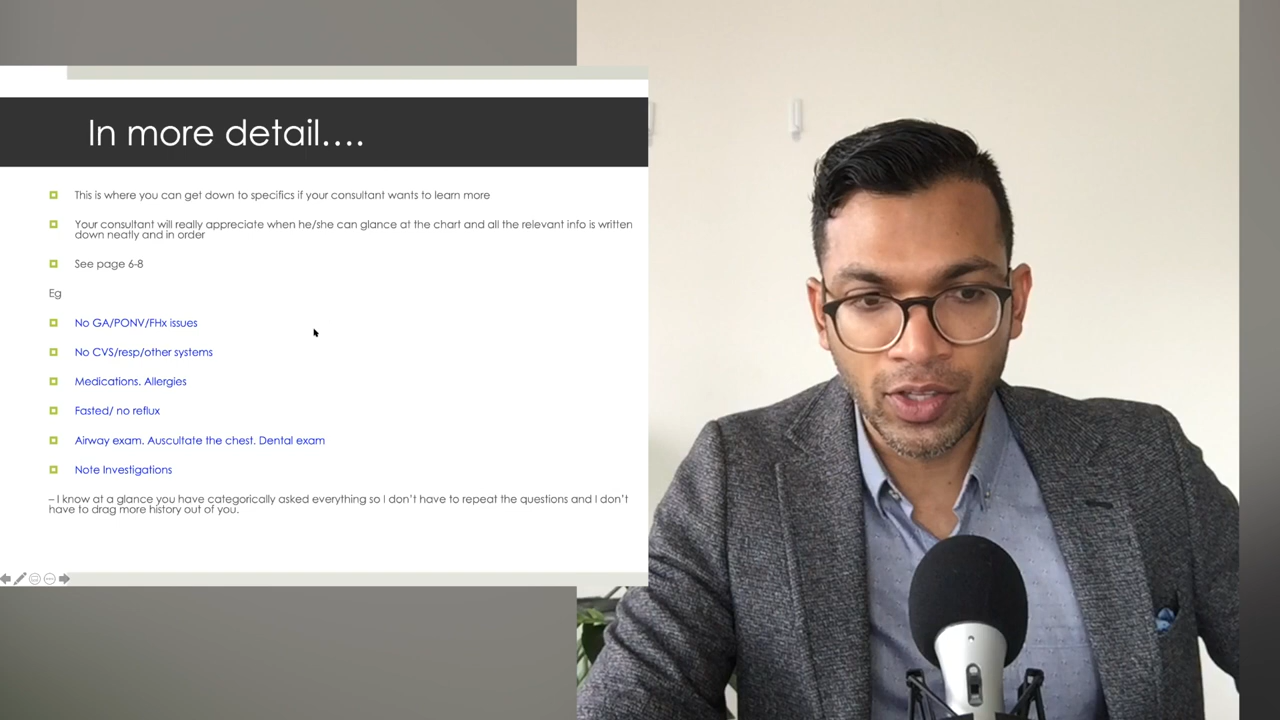 In more detail....
This is where you can get down to specifics if your consultant wants to learn more
Your consultant will really appreciate when he/she can glance at the chart and all the relevant info is written
down neatly and in order
See page 6-8
Eg
No GA/PONV/FHx issues
No CVS/resp/other systems
Medications. Allergies
Fasted/ no reflux
Airway exam. Auscultate the chest. Dental exam
Note Investigations
– I know at a glance you have categorically asked everything so I don't have to repeat the questions and I don't
have to drag more history out of you.